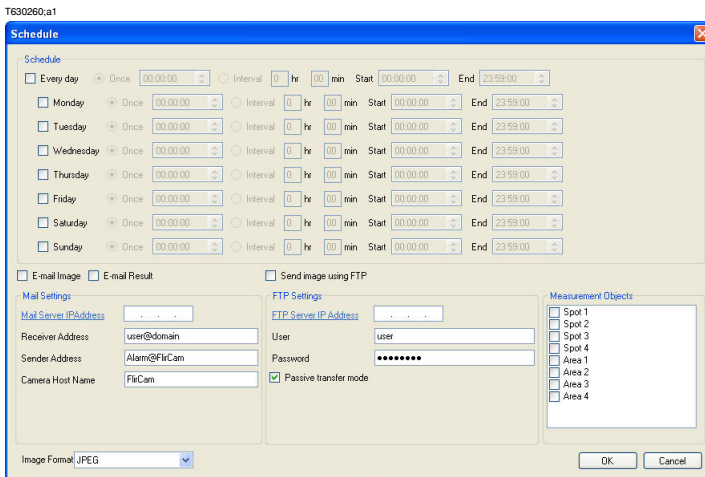 T630260;a1
Schedule
Schedule
Every day Once 00:00:00 Interval 0 hr 00 min Start 00:00:00 End 23:59:00
Monday Once 00:00:00 Interval 0 hr 00 min Start 00:00:00 End 23:59:00
Tuesday Once 00:00:00 Interval 0 hr 00 min Start 00:00:00 End 23:59:00
Wednesday Once 00:00:00 Interval 0 hr 00 min Start 00:00:00 End 23:59:00
Thursday Once 00:00:00 Interval 0 hr 00 min Start 00:00:00 End 23:59:00
Friday Once 00:00:00 Interval 0 hr 00 min Start 00:00:00 End 23:59:00
Saturday Once 00:00:00 Interval 0 hr 00 min Start 00:00:00 End 23:59:00
Sunday Once 00:00:00 Interval 0 hr 00 min Start 00:00:00 End 23:59:00
E-mail Image E-mail Result Send image using FTP
Mail Settings
Mail Server IPAddress . . .
Receiver Address user@domain
Sender Address Alarm@FlirCam
Camera Host Name FlirCam
FTP Settings
FTP Server IP Address . . .
User user
Password ●●●●●●●●
Passive transfer mode
Measurement Objects
Spot 1
Spot 2
Spot 3
Spot 4
Area 1
Area 2
Area 3
Area 4
Image Format JPEG
OK Cancel